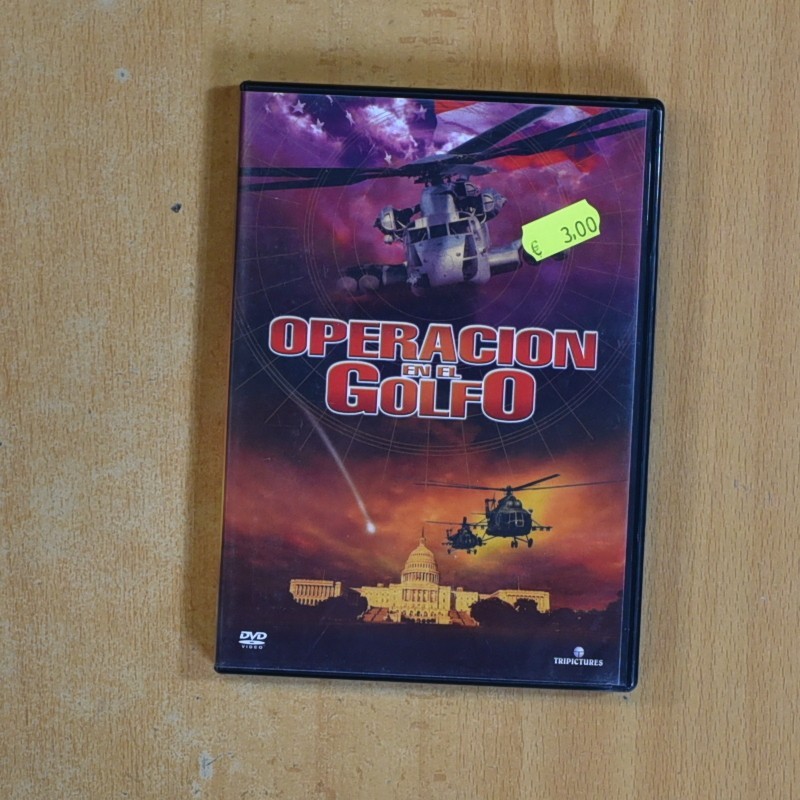 € 3,00
OPERACION
EN EL
GOLFO
DVD
VIDEO
TRIPICTURES